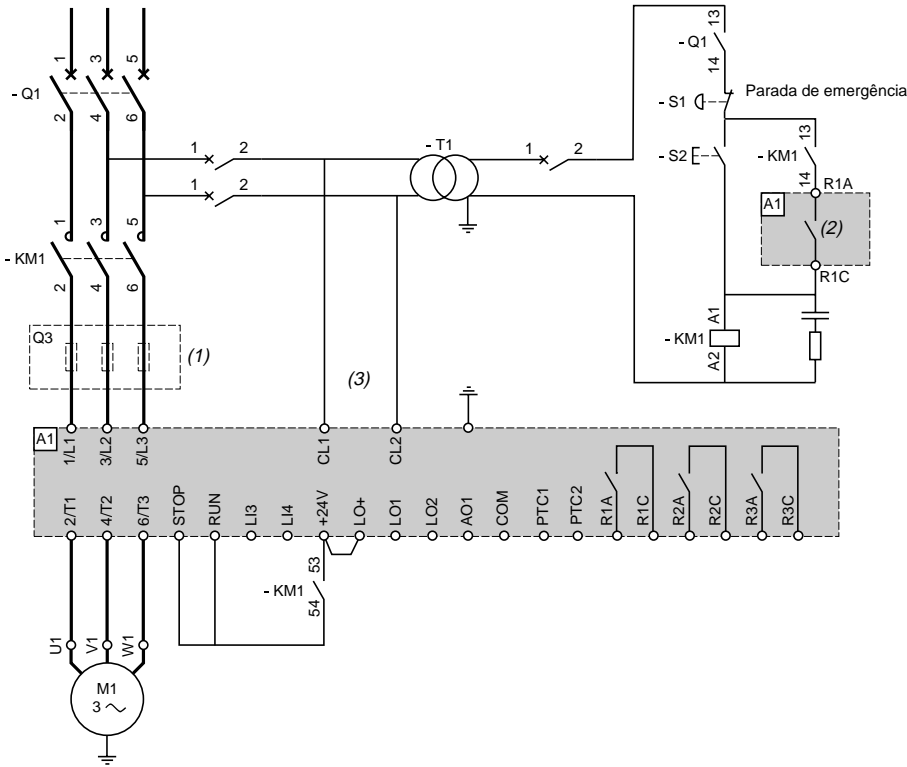 1 3 5
- Q1
2 4 6
13
- Q1
14
- S1
Parada de emergência
1 2
1 2
- T1
1 2
- S2
13
- KM1
14
R1A
A1
(2)
R1C
1 3 5
- KM1
2 4 6
Q3
(1)
(3)
A1
- KM1
A2
A1
1/L1 3/L2 5/L3 CL1 CL2
2/T1 4/T2 6/T3 STOP RUN LI3 LI4 +24V LO+ LO1 LO2 AO1 COM PTC1 PTC2 R1A R1C R2A R2C R3A R3C
53
- KM1
54
U1 V1 W1
M1
3